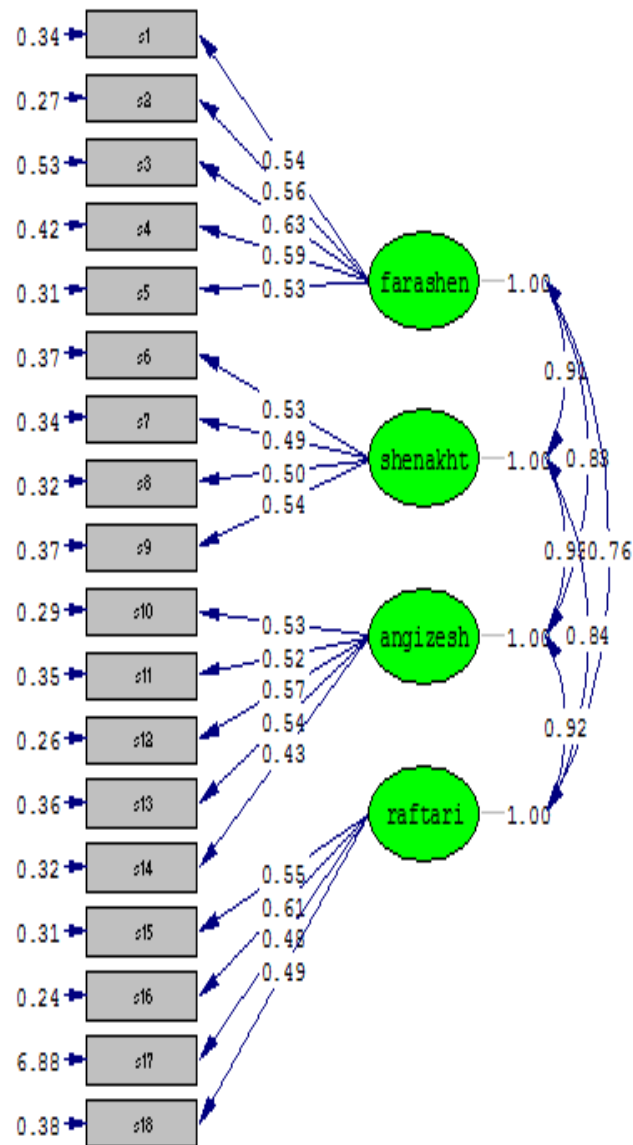 0.34 s1
0.27 s2
0.53 s3
0.42 s4
0.31 s5
0.37 s6
0.34 s7
0.32 s8
0.37 s9
0.29 s10
0.35 s11
0.26 s12
0.36 s13
0.32 s14
0.31 s15
0.24 s16
6.88 s17
0.38 s18
0.54
0.56
0.63
0.59
0.53
0.53
0.49
0.50
0.54
0.53
0.52
0.57
0.54
0.43
0.55
0.61
0.48
0.49
farashen 1.00
shenakht 1.00
angizesh 1.00
raftari 1.00
0.91
0.76
0.84
0.92